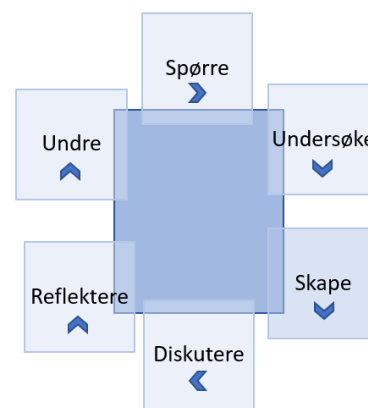 Spørre
Undersøke
Skape
Diskutere
Reflektere
Undre